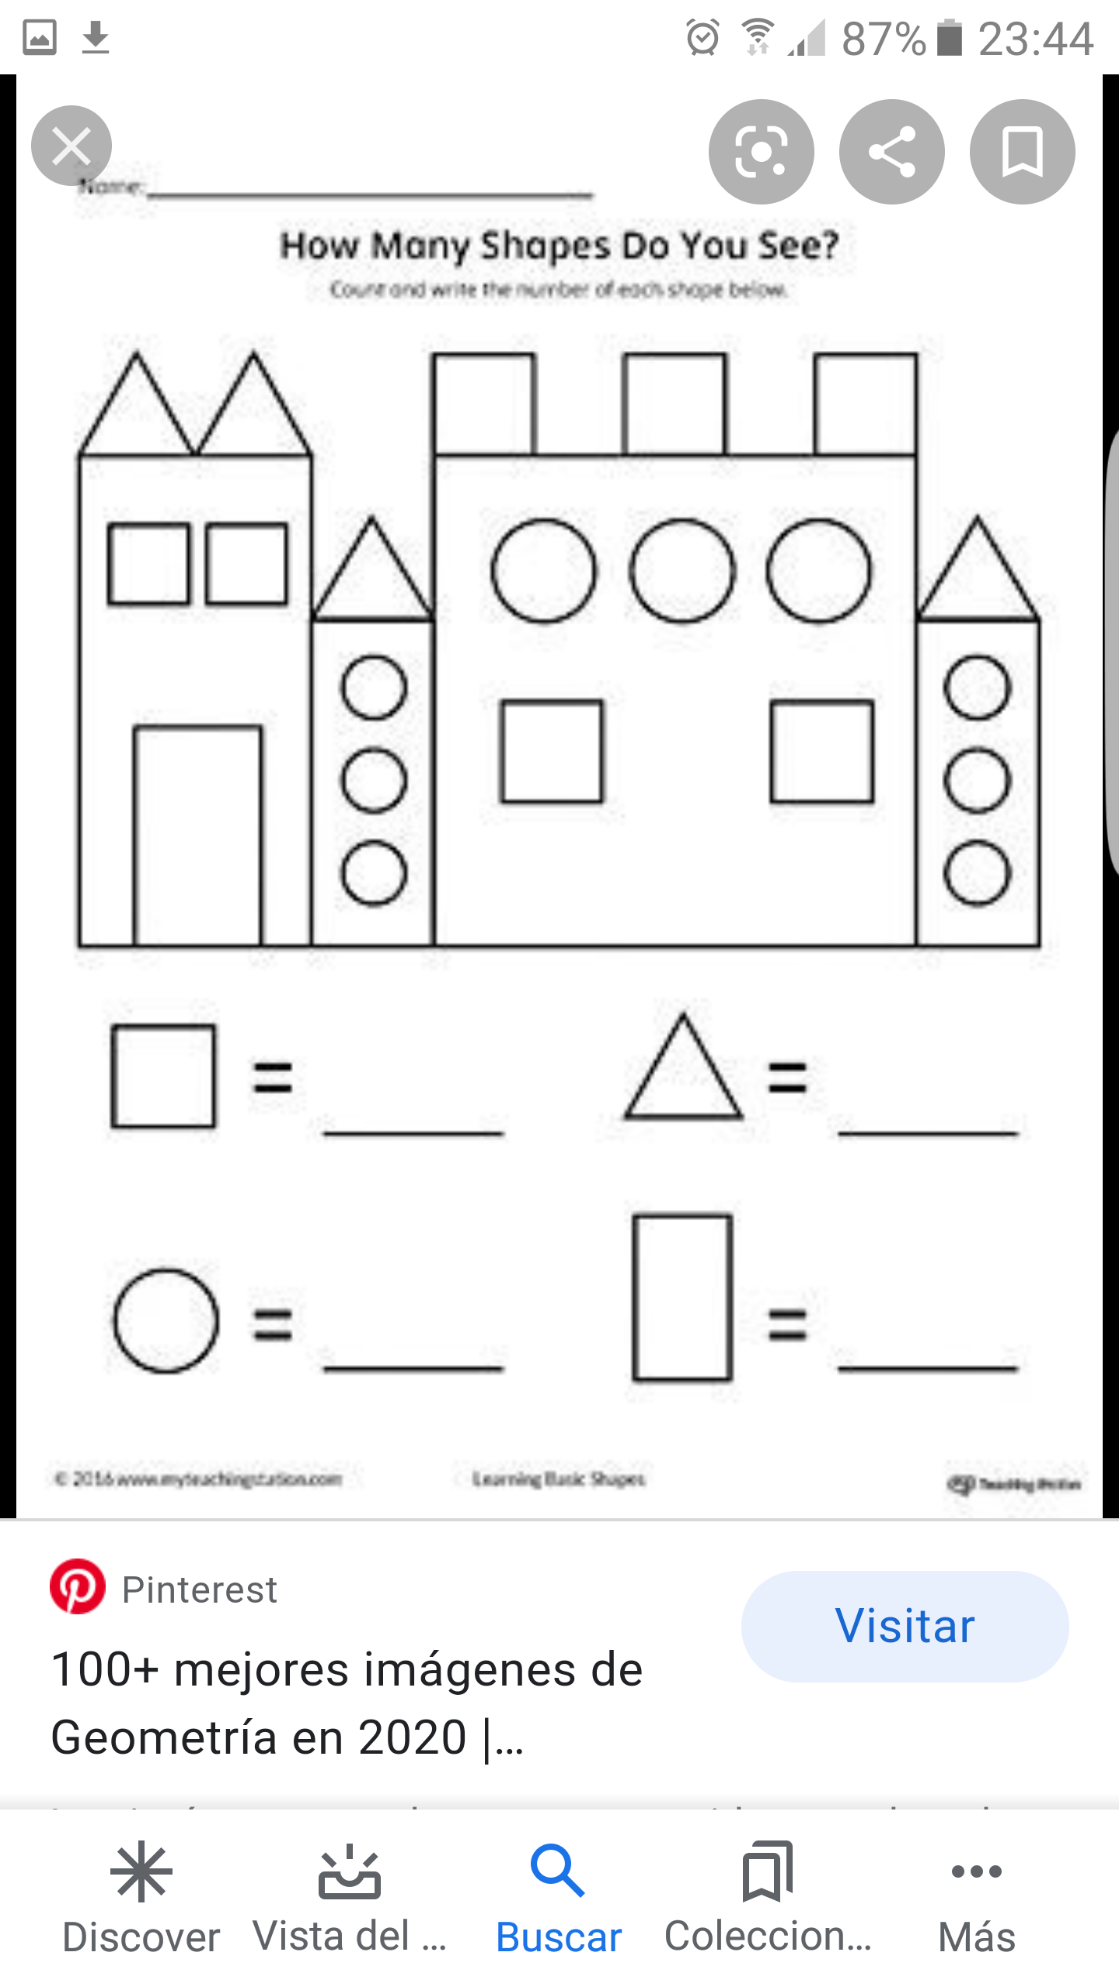 87% 23:44
Name:
How Many Shapes Do You See?
Count and write the number of each shape below.
=
=
=
=
© 2016 www.myteachingstation.com
Learning Basic Shapes
Teaching Station
Pinterest
Visitar
100+ mejores imágenes de
Geometría en 2020 |...
Discover
Vista del ...
Buscar
Coleccion...
Más